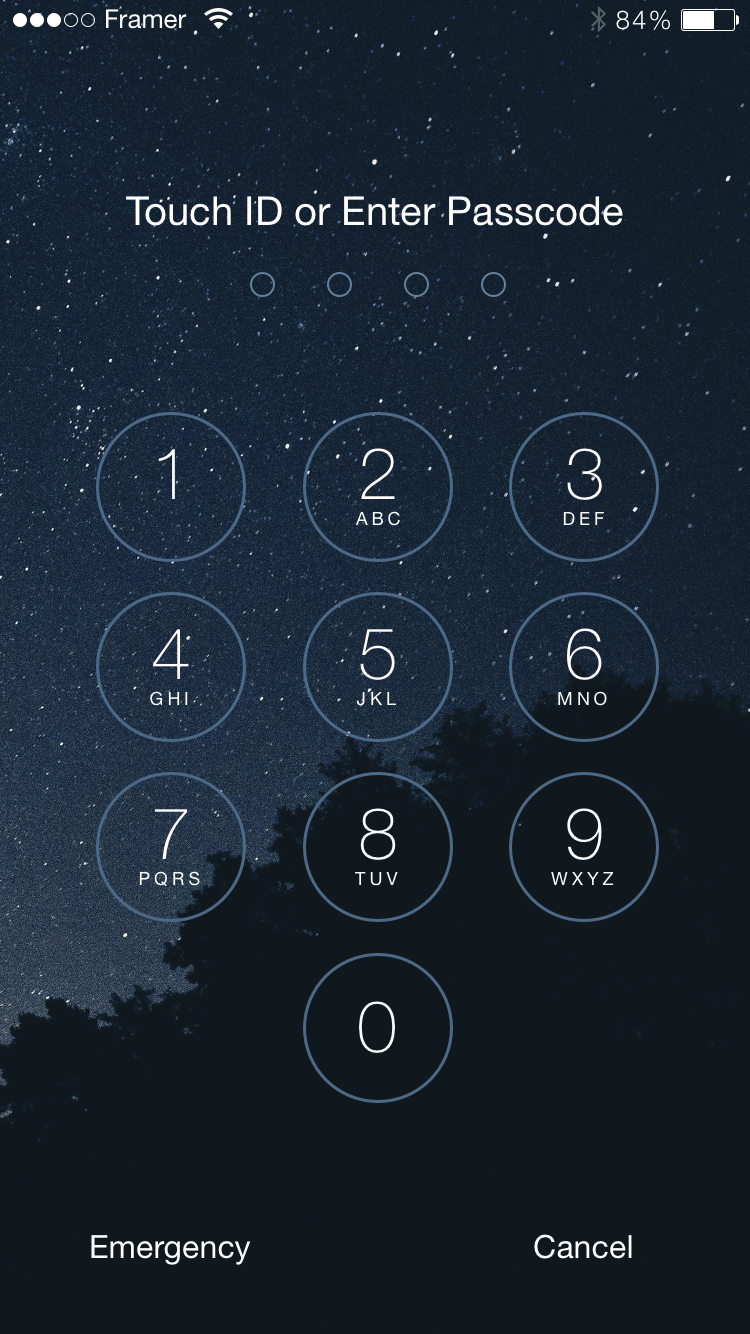 Framer 84%
Touch ID or Enter Passcode
1 2 3
ABC DEF
4 5 6
GHI JKL MNO
7 8 9
PQRS TUV WXYZ
0
Emergency Cancel